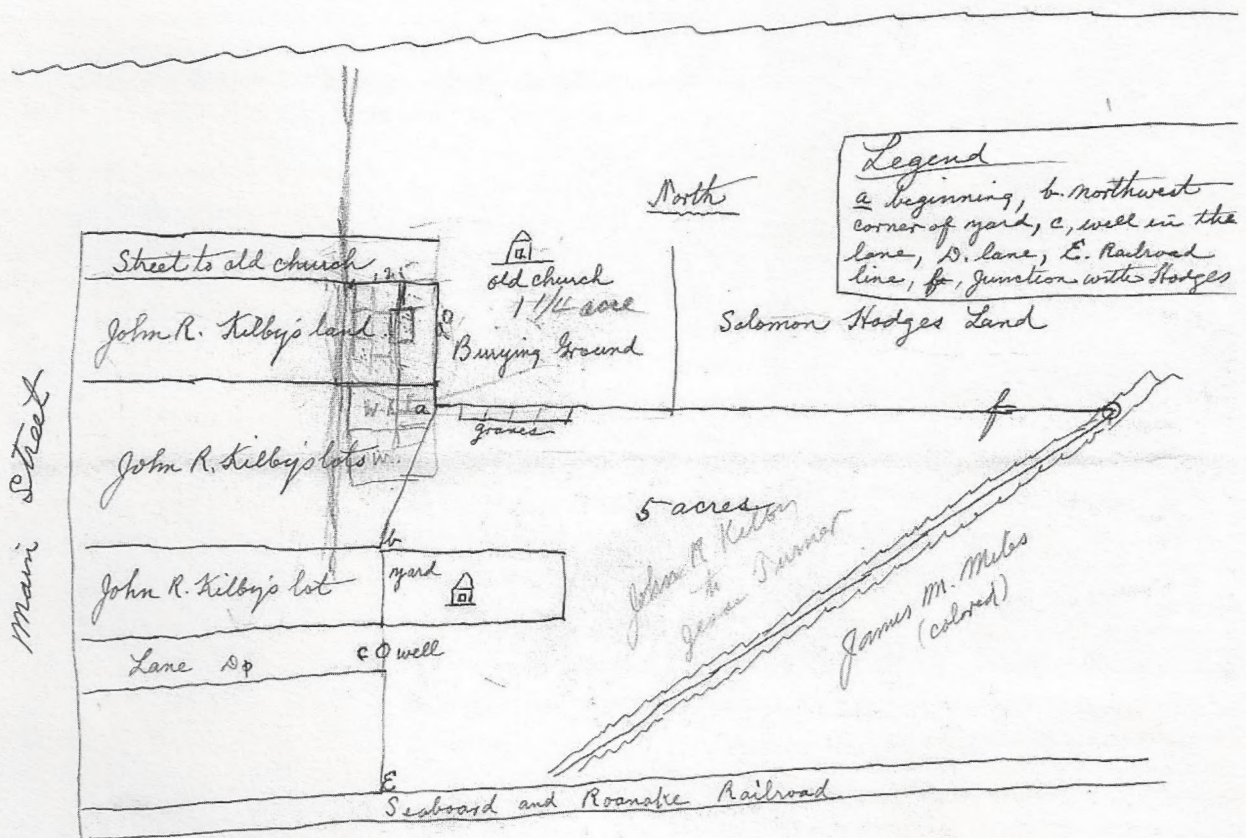 North
Legend
a beginning, b. northwest
corner of yard, c, well in the
lane, D. lane, E. Railroad
line, f, Junction with Hodges
Street to old church
old church
1 1/4 acre
Burying Ground
John R. Kilby's land
Solomon Hodges Land
Main Street
a
graves
f
John R. Kilby's lots
5 acres
John R Kilby
to
Jesse Turner
James M. Miles
(colored)
b
yard
John R. Kilby's lot
c well
Lane D
E
Seaboard and Roanoke Railroad